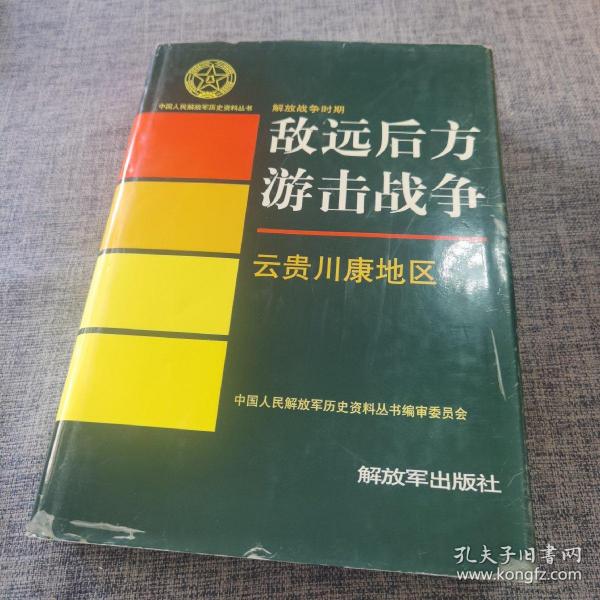 中国人民解放军历史资料丛书
解放战争时期
敌远后方
游击战争
云贵川康地区
中国人民解放军历史资料丛书编审委员会
解放军出版社
孔夫子旧书网
www.kongfz.com